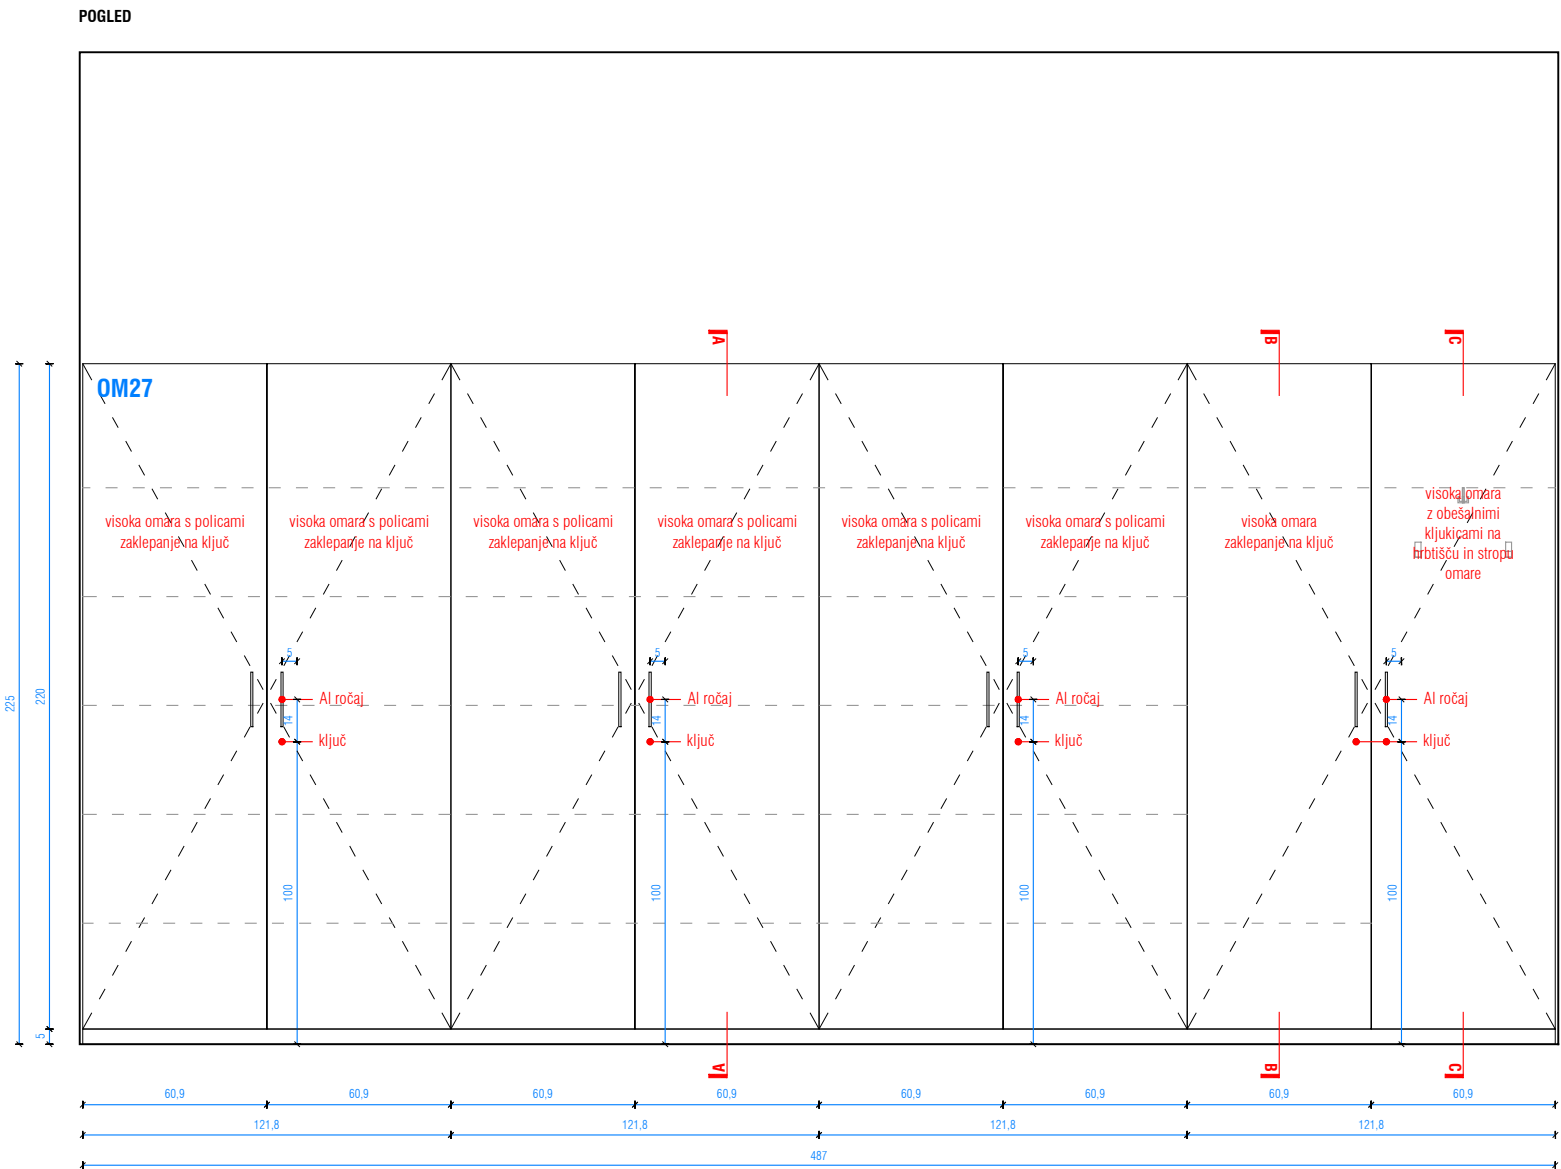 POGLED
A
B
C
OM27
visoka omara s policami
zaklepanje na ključ
visoka omara s policami
zaklepanje na ključ
visoka omara s policami
zaklepanje na ključ
visoka omara s policami
zaklepanje na ključ
visoka omara s policami
zaklepanje na ključ
visoka omara s policami
zaklepanje na ključ
visoka omara
zaklepanje na ključ
visoka omara
z obešalnimi
kljukicami na
hrbtišču in stropu
omare
5
5
5
5
225
220
Al ročaj
Al ročaj
Al ročaj
Al ročaj
14
14
14
14
ključ
ključ
ključ
ključ
100
100
100
100
5
A
B
C
60,9
60,9
60,9
60,9
60,9
60,9
60,9
60,9
121,8
121,8
121,8
121,8
487